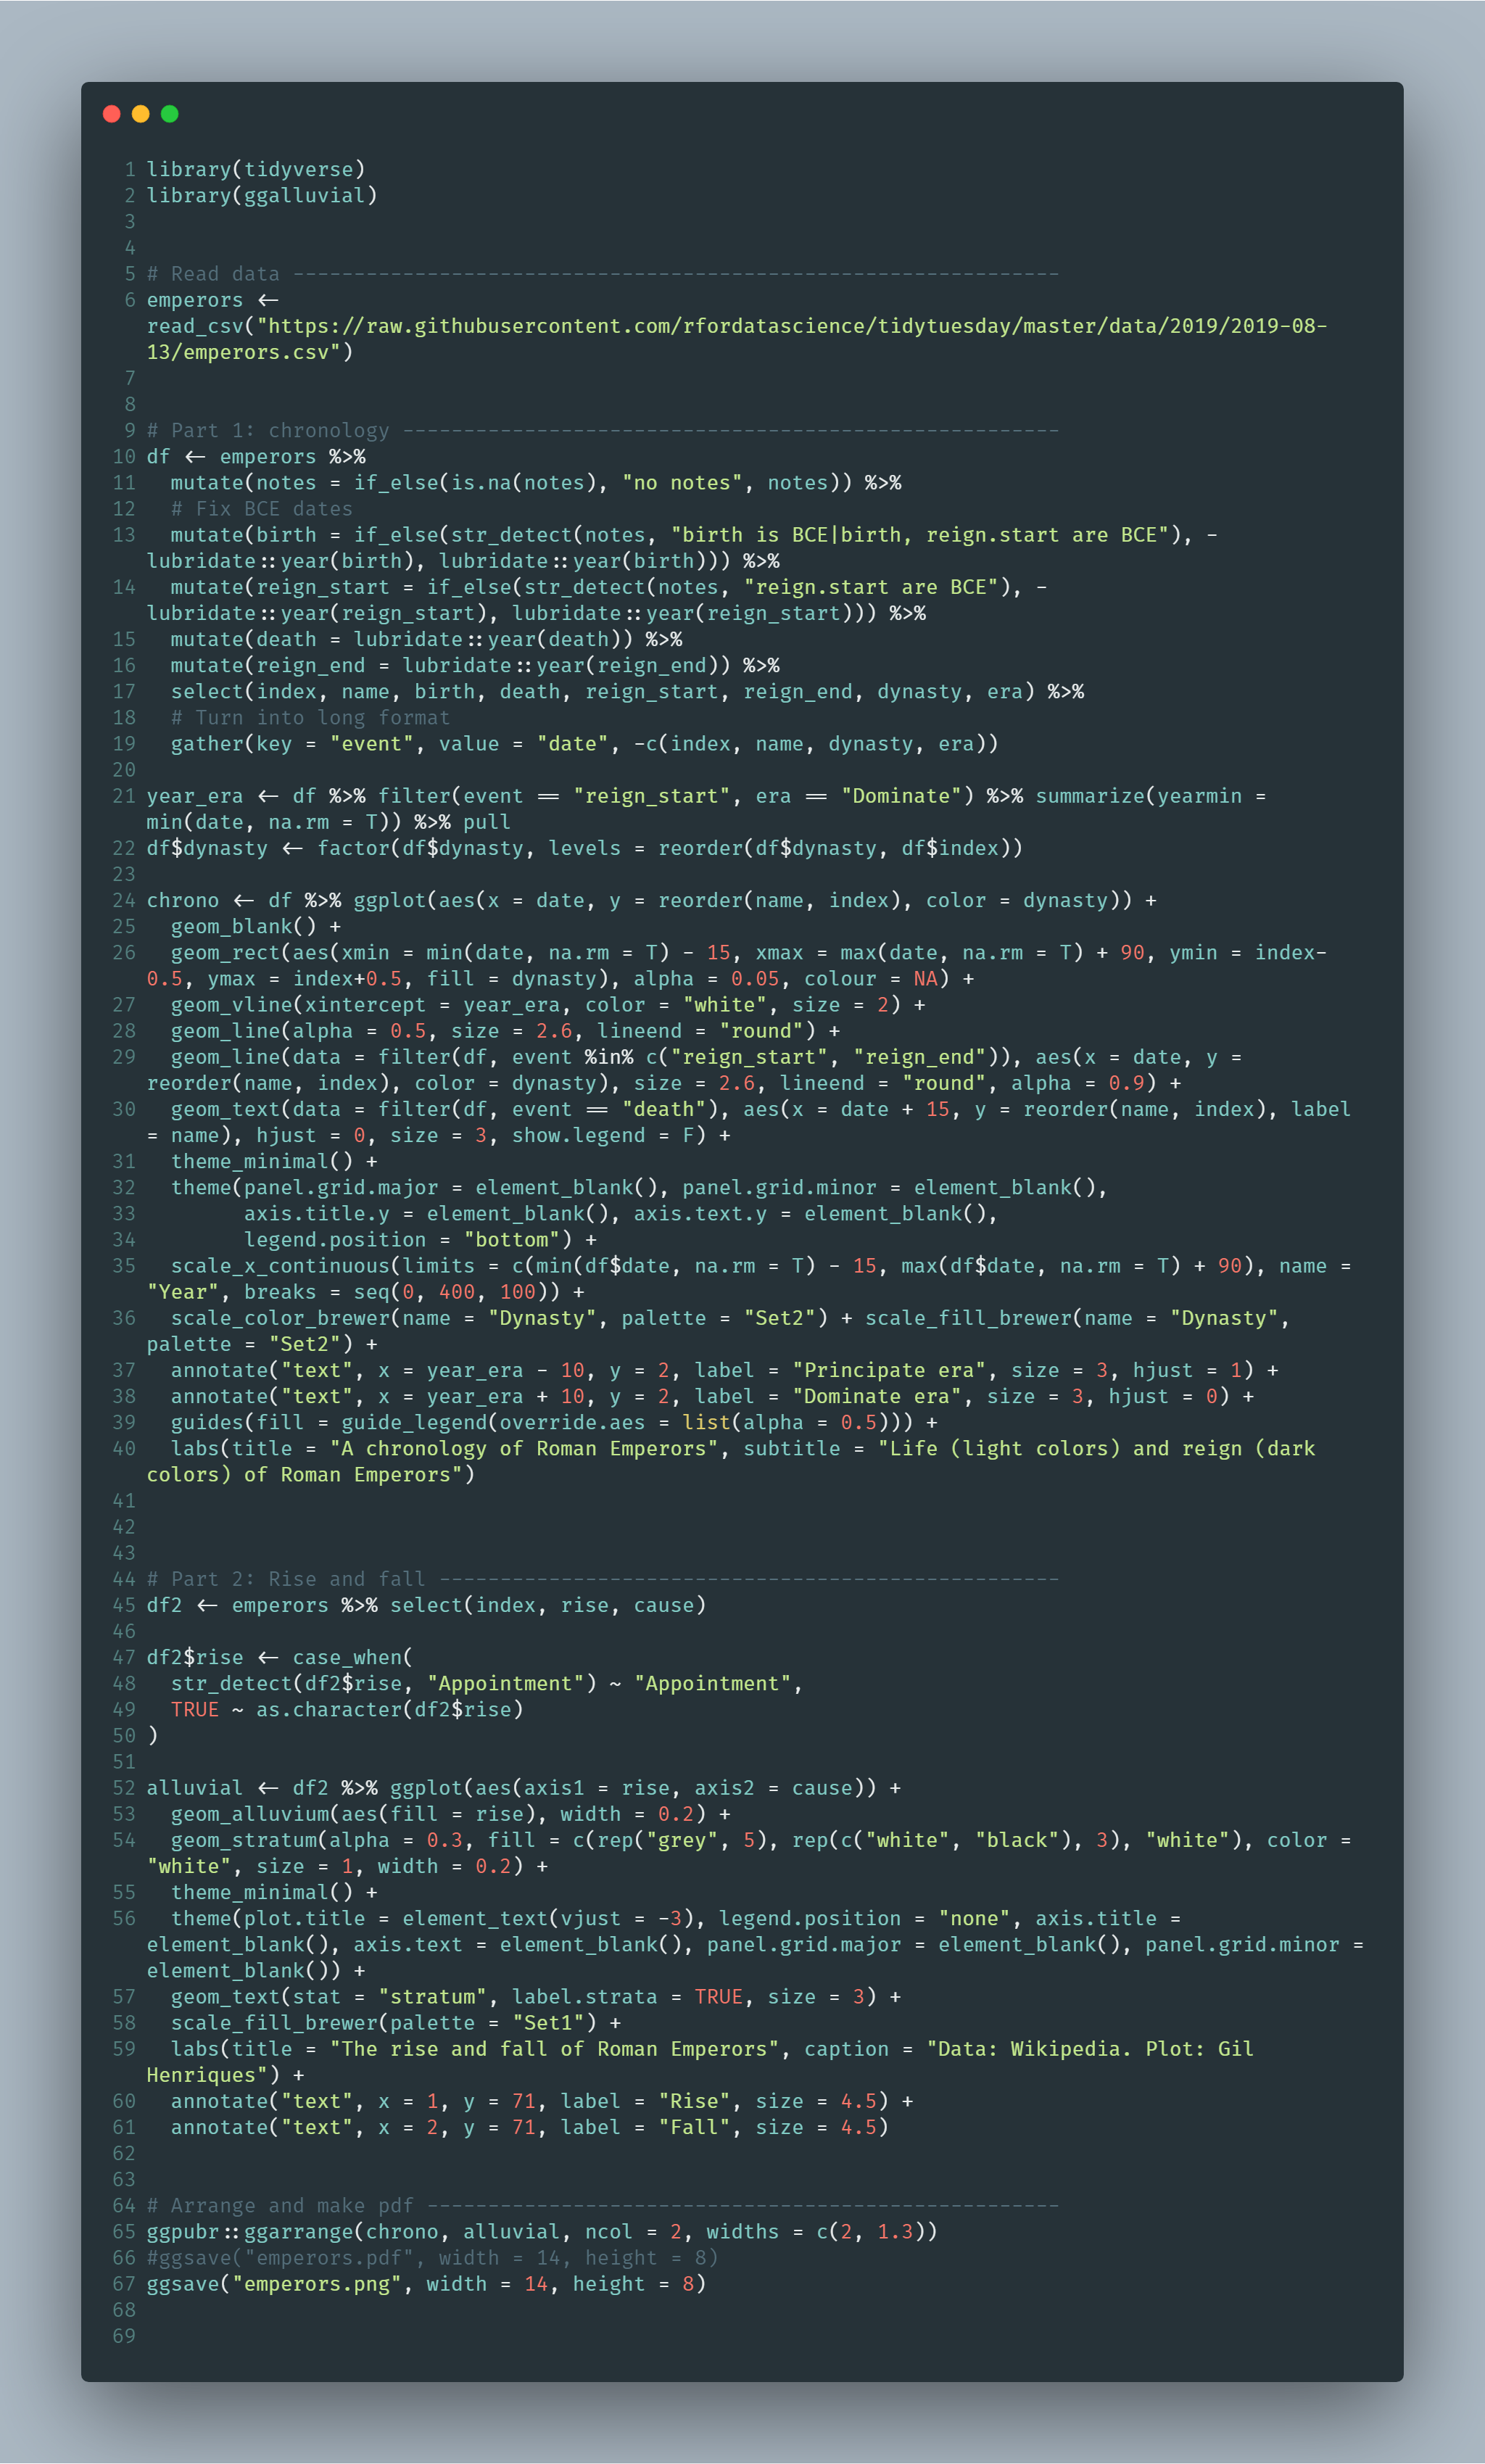 1 library(tidyverse)
2 library(ggalluvial)
3
4
5 # Read data ---------------------------------------------------------------
6 emperors <-
read_csv("https://raw.githubusercontent.com/rfordatascience/tidytuesday/master/data/2019/2019-08-
13/emperors.csv")
7
8
9 # Part 1: chronology ------------------------------------------------------
10 df <- emperors %>%
11   mutate(notes = if_else(is.na(notes), "no notes", notes)) %>%
12   # Fix BCE dates
13   mutate(birth = if_else(str_detect(notes, "birth is BCE|birth, reign.start are BCE"), -
lubridate::year(birth), lubridate::year(birth))) %>%
14   mutate(reign_start = if_else(str_detect(notes, "reign.start are BCE"), -
lubridate::year(reign_start), lubridate::year(reign_start))) %>%
15   mutate(death = lubridate::year(death)) %>%
16   mutate(reign_end = lubridate::year(reign_end)) %>%
17   select(index, name, birth, death, reign_start, reign_end, dynasty, era) %>%
18   # Turn into long format
19   gather(key = "event", value = "date", -c(index, name, dynasty, era))
20
21 year_era <- df %>% filter(event == "reign_start", era == "Dominate") %>% summarize(yearmin =
min(date, na.rm = T)) %>% pull
22 df$dynasty <- factor(df$dynasty, levels = reorder(df$dynasty, df$index))
23
24 chrono <- df %>% ggplot(aes(x = date, y = reorder(name, index), color = dynasty)) +
25   geom_blank() +
26   geom_rect(aes(xmin = min(date, na.rm = T) - 15, xmax = max(date, na.rm = T) + 90, ymin = index-
0.5, ymax = index+0.5, fill = dynasty), alpha = 0.05, colour = NA) +
27   geom_vline(xintercept = year_era, color = "white", size = 2) +
28   geom_line(alpha = 0.5, size = 2.6, lineend = "round") +
29   geom_line(data = filter(df, event %in% c("reign_start", "reign_end")), aes(x = date, y =
reorder(name, index), color = dynasty), size = 2.6, lineend = "round", alpha = 0.9) +
30   geom_text(data = filter(df, event == "death"), aes(x = date + 15, y = reorder(name, index), label
= name), hjust = 0, size = 3, show.legend = F) +
31   theme_minimal() +
32   theme(panel.grid.major = element_blank(), panel.grid.minor = element_blank(),
33         axis.title.y = element_blank(), axis.text.y = element_blank(),
34         legend.position = "bottom") +
35   scale_x_continuous(limits = c(min(df$date, na.rm = T) - 15, max(df$date, na.rm = T) + 90), name =
"Year", breaks = seq(0, 400, 100)) +
36   scale_color_brewer(name = "Dynasty", palette = "Set2") + scale_fill_brewer(name = "Dynasty",
palette = "Set2") +
37   annotate("text", x = year_era - 10, y = 2, label = "Principate era", size = 3, hjust = 1) +
38   annotate("text", x = year_era + 10, y = 2, label = "Dominate era", size = 3, hjust = 0) +
39   guides(fill = guide_legend(override.aes = list(alpha = 0.5))) +
40   labs(title = "A chronology of Roman Emperors", subtitle = "Life (light colors) and reign (dark
colors) of Roman Emperors")
41
42
43
44 # Part 2: Rise and fall ---------------------------------------------------
45 df2 <- emperors %>% select(index, rise, cause)
46
47 df2$rise <- case_when(
48   str_detect(df2$rise, "Appointment") ~ "Appointment",
49   TRUE ~ as.character(df2$rise)
50 )
51
52 alluvial <- df2 %>% ggplot(aes(axis1 = rise, axis2 = cause)) +
53   geom_alluvium(aes(fill = rise), width = 0.2) +
54   geom_stratum(alpha = 0.3, fill = c(rep("grey", 5), rep(c("white", "black"), 3), "white"), color =
"white", size = 1, width = 0.2) +
55   theme_minimal() +
56   theme(plot.title = element_text(vjust = -3), legend.position = "none", axis.title =
element_blank(), axis.text = element_blank(), panel.grid.major = element_blank(), panel.grid.minor =
element_blank()) +
57   geom_text(stat = "stratum", label.strata = TRUE, size = 3) +
58   scale_fill_brewer(palette = "Set1") +
59   labs(title = "The rise and fall of Roman Emperors", caption = "Data: Wikipedia. Plot: Gil
Henriques") +
60   annotate("text", x = 1, y = 71, label = "Rise", size = 4.5) +
61   annotate("text", x = 2, y = 71, label = "Fall", size = 4.5)
62
63
64 # Arrange and make pdf ----------------------------------------------------
65 ggpubr::ggarrange(chrono, alluvial, ncol = 2, widths = c(2, 1.3))
66 #ggsave("emperors.pdf", width = 14, height = 8)
67 ggsave("emperors.png", width = 14, height = 8)
68
69